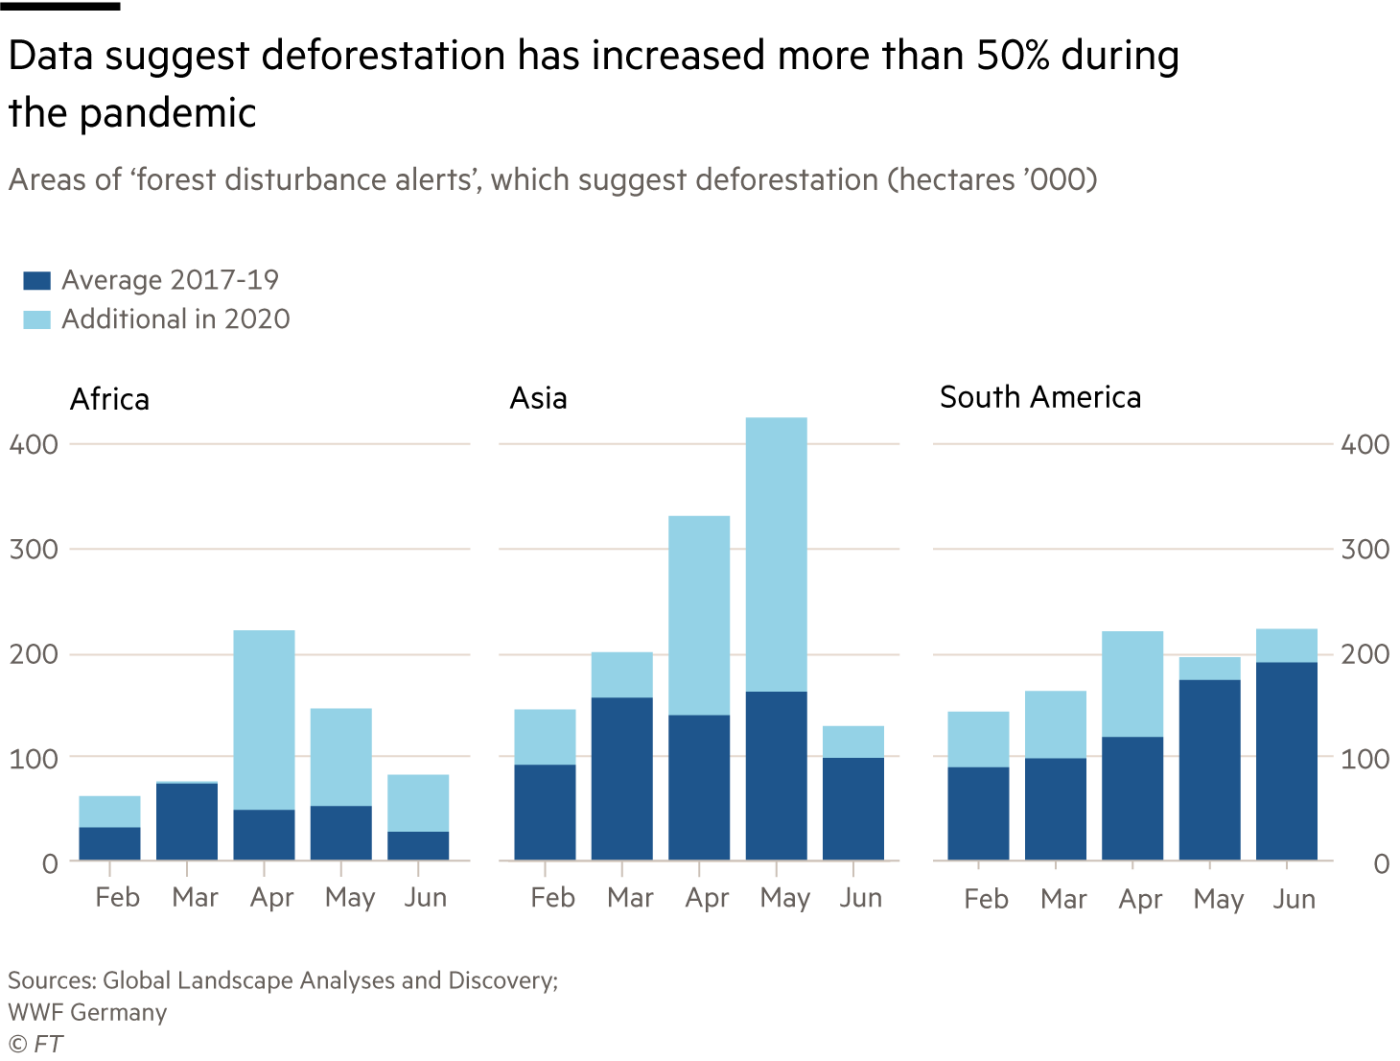 Data suggest deforestation has increased more than 50% during
the pandemic
Areas of ‘forest disturbance alerts’, which suggest deforestation (hectares ’000)
Average 2017-19
Additional in 2020
Africa
Asia
South America
400
300
200
100
0
400
300
200
100
0
Feb Mar Apr May Jun
Feb Mar Apr May Jun
Feb Mar Apr May Jun
Sources: Global Landscape Analyses and Discovery;
WWF Germany
© FT